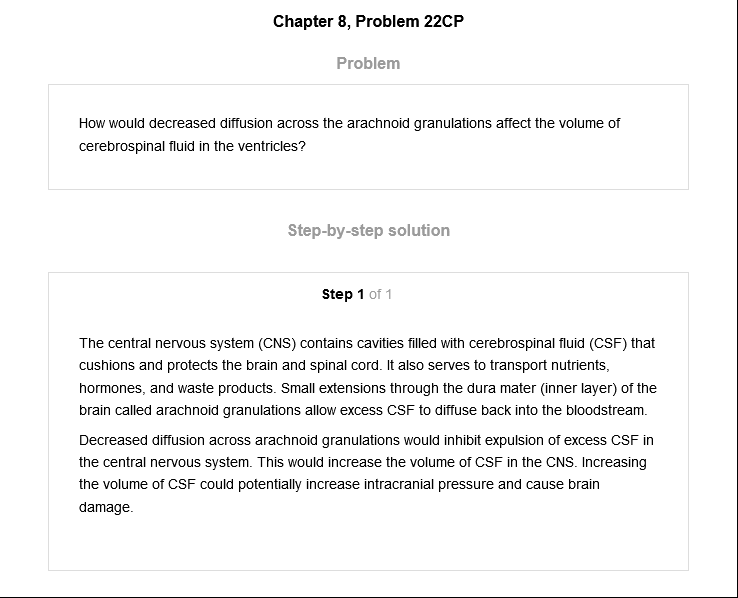 Chapter 8, Problem 22CP
Problem
How would decreased diffusion across the arachnoid granulations affect the volume of
cerebrospinal fluid in the ventricles?
Step-by-step solution
Step 1 of 1
The central nervous system (CNS) contains cavities filled with cerebrospinal fluid (CSF) that
cushions and protects the brain and spinal cord. It also serves to transport nutrients,
hormones, and waste products. Small extensions through the dura mater (inner layer) of the
brain called arachnoid granulations allow excess CSF to diffuse back into the bloodstream.
Decreased diffusion across arachnoid granulations would inhibit expulsion of excess CSF in
the central nervous system. This would increase the volume of CSF in the CNS. Increasing
the volume of CSF could potentially increase intracranial pressure and cause brain
damage.